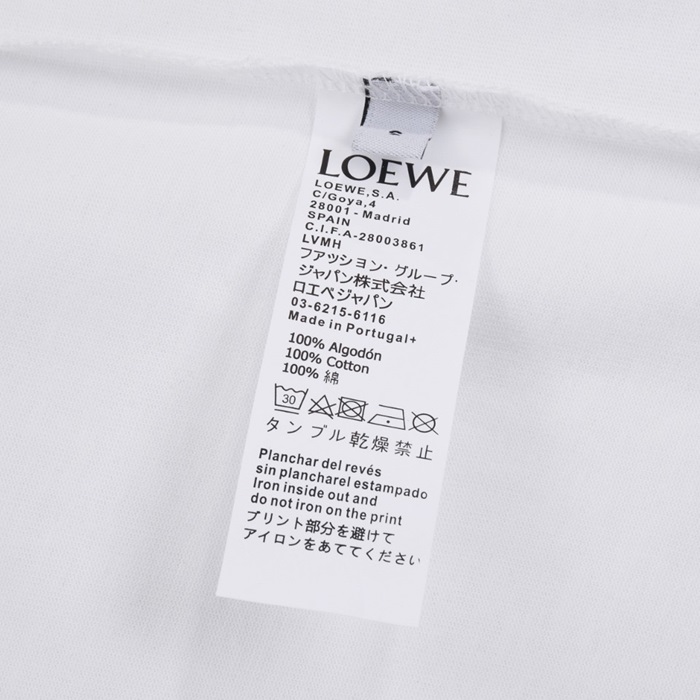 LOEWE
LOEWE,S.A.
C/Goya,4
28001 - Madrid
SPAIN
C.I.F.A-28003861
LVMH
ファッション・グループ・
ジャパン株式会社
ロエベジャパン
03-6215-6116
Made in Portugal+
100% Algodón
100% Cotton
100% 綿
30
タンブル乾燥禁止
Planchar del revés
sin plancharel estampado
Iron inside out and
do not iron on the print
プリント部分を避けて
アイロンをあててください